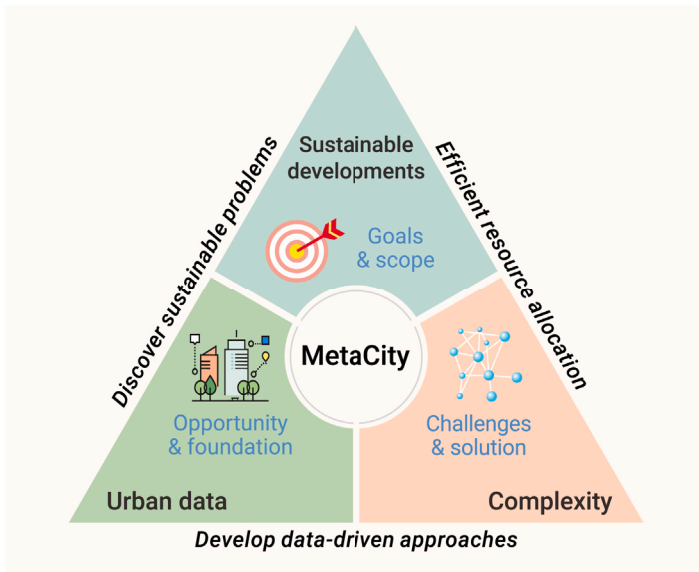 Sustainable
developments
Goals
& scope
Discover sustainable problems
Efficient resource allocation
MetaCity
Opportunity
& foundation
Challenges
& solution
Urban data
Complexity
Develop data-driven approaches